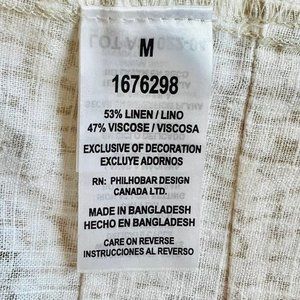 M
1676298
53% LINEN / LINO
47% VISCOSE / VISCOSA
EXCLUSIVE OF DECORATION
EXCLUYE ADORNOS
RN: PHILHOBAR DESIGN
CANADA LTD.
MADE IN BANGLADESH
HECHO EN BANGLADESH
CARE ON REVERSE
INSTRUCCIONES AL REVERSO